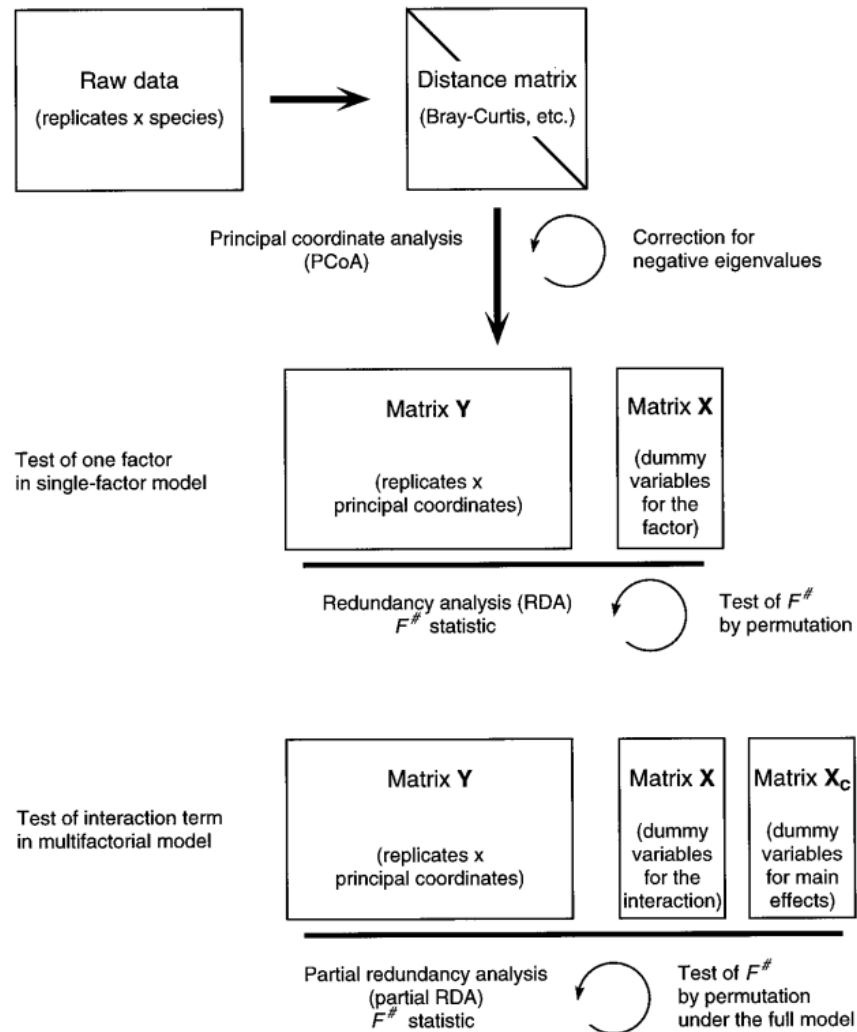 Raw data
(replicates x species)
Distance matrix
(Bray-Curtis, etc.)
Principal coordinate analysis
(PCoA)
Correction for
negative eigenvalues
Test of one factor
in single-factor model
Matrix Y
(replicates x
principal coordinates)
Matrix X
(dummy
variables
for the
factor)
Redundancy analysis (RDA)
F# statistic
Test of F#
by permutation
Test of interaction term
in multifactorial model
Matrix Y
(replicates x
principal coordinates)
Matrix X
(dummy
variables
for the
interaction)
Matrix Xc
(dummy
variables
for main
effects)
Partial redundancy analysis
(partial RDA)
F# statistic
Test of F#
by permutation
under the full model